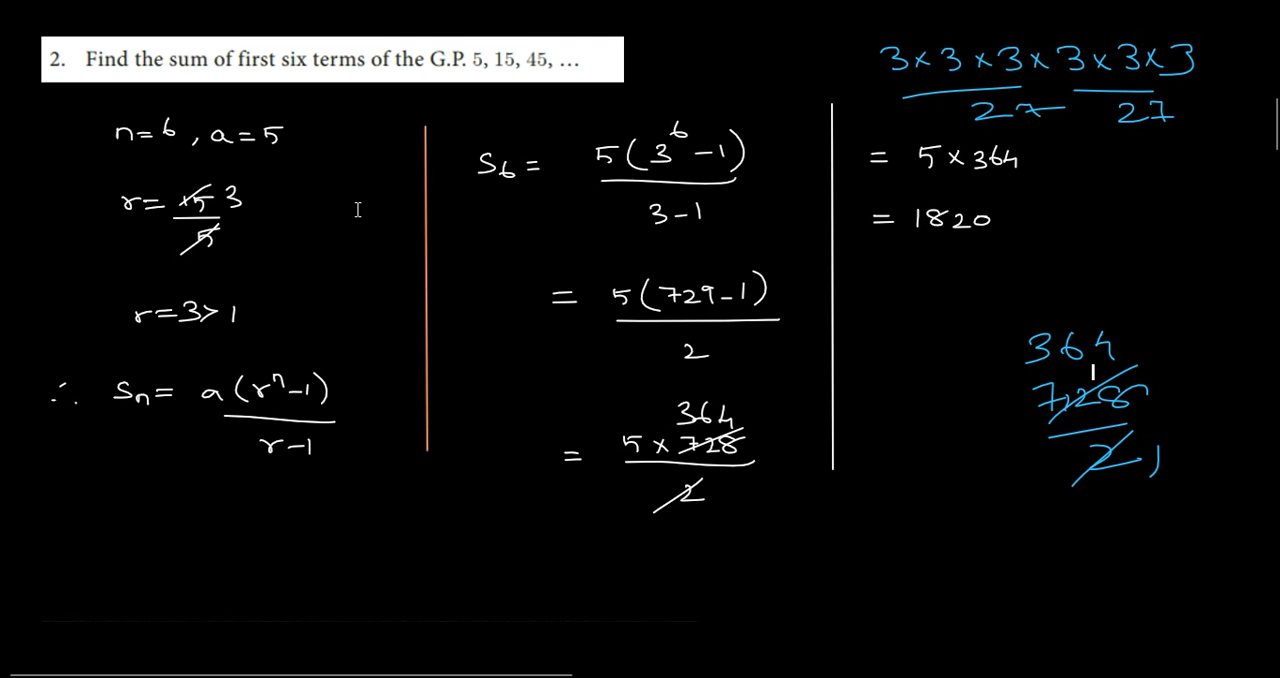 2. Find the sum of first six terms of the G.P. 5, 15, 45, …
n=6 , a=5
r= 15 3
5
r=3>1
∴ Sn= a(rⁿ-1)
r-1
S6= 5(3⁶-1)
3-1
= 5(729-1)
2
364
= 5×728
2
3×3×3×3×3×3
27 27
= 5×364
= 1820
364
1
728
2 1